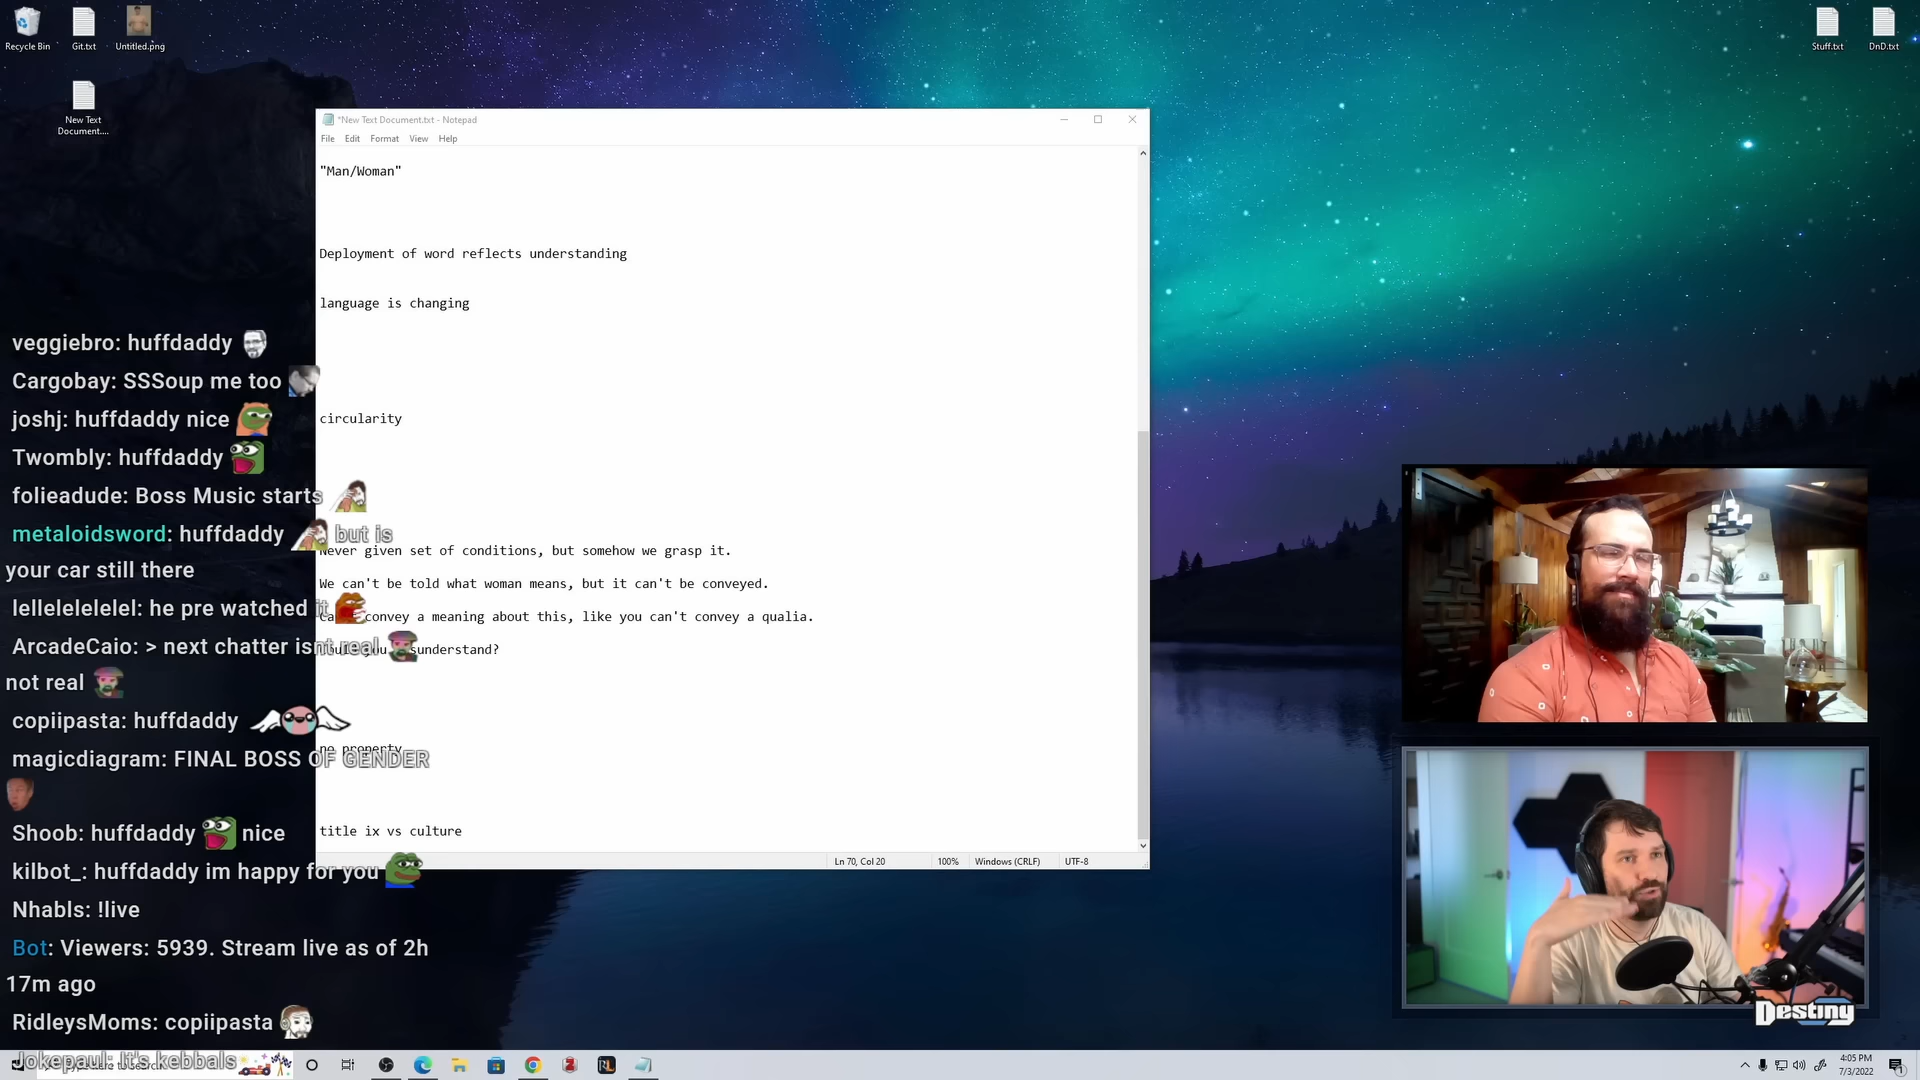 Recycle Bin
Git.txt
Untitled.png
New Text
Document....
Stuff.txt
DnD.txt
*New Text Document.txt - Notepad
File Edit Format View Help
"Man/Woman"
Deployment of word reflects understanding
language is changing
circularity
Never given set of conditions, but somehow we grasp it.
We can't be told what woman means, but it can't be conveyed.
convey a meaning about this, like you can't convey a qualia.
sunderstand?
no property
title ix vs culture
Ln 70, Col 20
100%
Windows (CRLF)
UTF-8
veggiebro: huffdaddy
Cargobay: SSSoup me too
joshj: huffdaddy nice
Twombly: huffdaddy
folieadude: Boss Music starts
metaloidsword: huffdaddy but is
your car still there
lellelelelelel: he pre watched it
ArcadeCaio: > next chatter isnt real
not real
copiipasta: huffdaddy
magicdiagram: FINAL BOSS OF GENDER
Shoob: huffdaddy nice
kilbot_: huffdaddy im happy for you
Nhabls: !live
Bot: Viewers: 5939. Stream live as of 2h
17m ago
RidleysMoms: copiipasta
Jokepaul: It's kebbals
Destiny
4:05 PM
7/3/2022